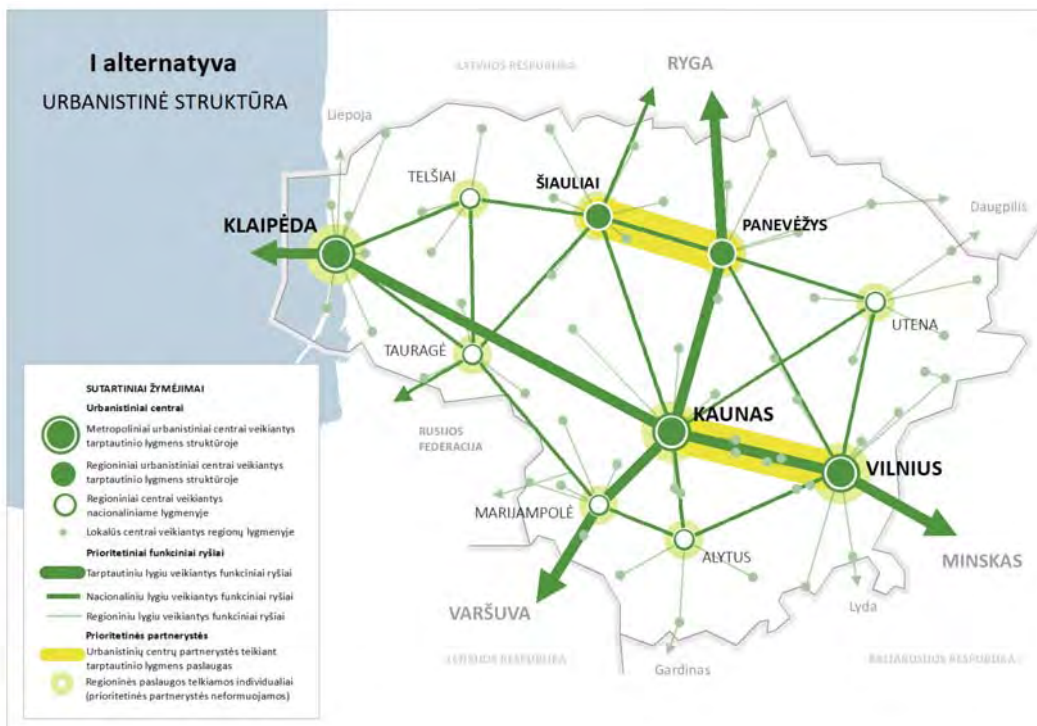 I alternatyva
URBANISTINĖ STRUKTŪRA
LATVIJOS RESPUBLIKA
RYGA
Liepoja
TELŠIAI
ŠIAULIAI
KLAIPĖDA
PANEVĖŽYS
Daugpilis
UTENA
TAURAGĖ
KAUNAS
RUSIJOS
FEDERACIJA
VILNIUS
MARIJAMPOLĖ
ALYTUS
MINSKAS
VARŠUVA
Lyda
Gardinas
LENKIJOS RESPUBLIKA
BALTARUSIJOS RESPUBLIKA
SUTARTINIAI ŽYMĖJIMAI
Urbanistiniai centrai
Metropoliniai urbanistiniai centrai veikiantys
tarptautinio lygmens struktūroje
Regioniniai urbanistiniai centrai veikiantys
tarptautinio lygmens struktūroje
Regioniniai centrai veikiantys
nacionaliniame lygmenyje
Lokalūs centrai veikiantys regionų lygmenyje
Prioritetiniai funkciniai ryšiai
Tarptautiniu lygiu veikiantys funkciniai ryšiai
Nacionaliniu lygiu veikiantys funkciniai ryšiai
Regioniniu lygiu veikiantys funkciniai ryšiai
Prioritetinės partnerystės
Urbanistinių centrų partnerystės teikiant
tarptautinio lygmens paslaugas
Regioninės paslaugos teikiamos individualiai
(prioritetinės partnerystės neformuojamos)